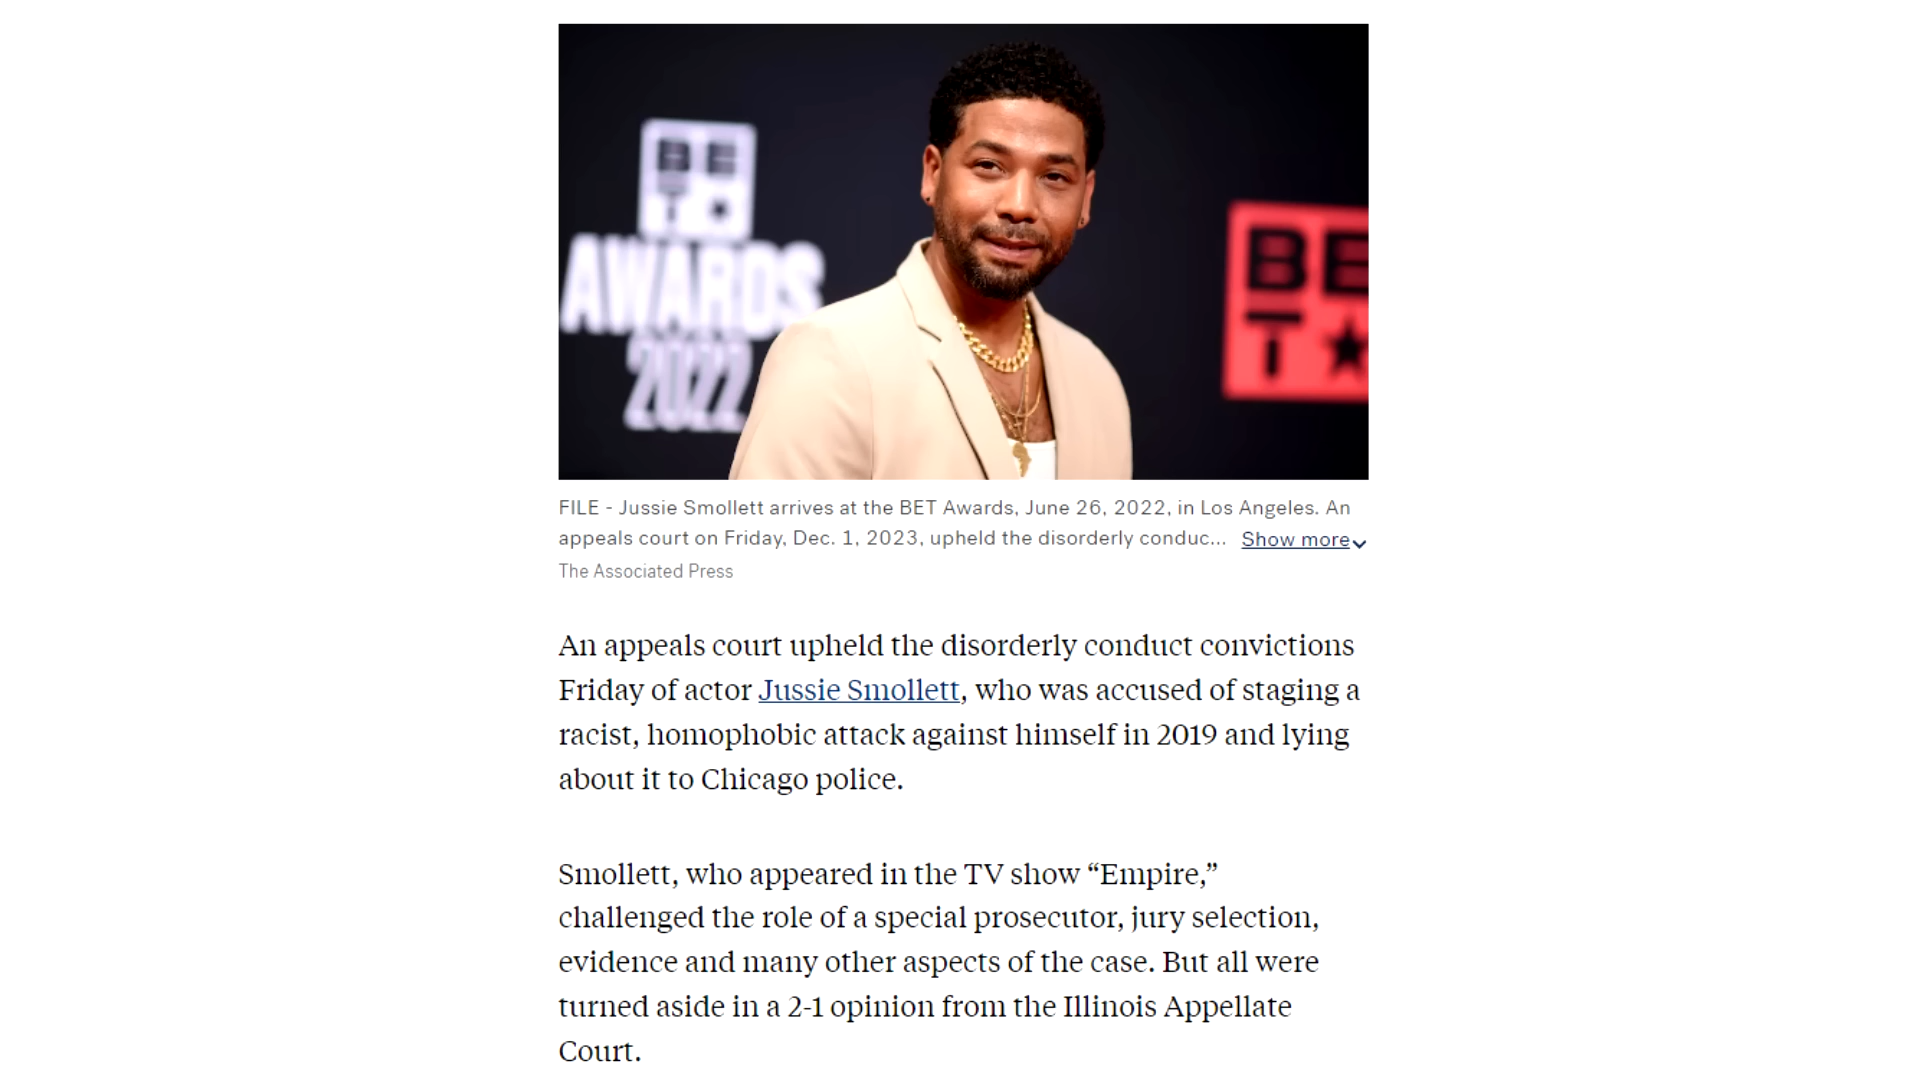 BE
T★
AWARDS
2022
BE
T★
FILE - Jussie Smollett arrives at the BET Awards, June 26, 2022, in Los Angeles. An
appeals court on Friday, Dec. 1, 2023, upheld the disorderly conduc... Show more
The Associated Press
An appeals court upheld the disorderly conduct convictions
Friday of actor Jussie Smollett, who was accused of staging a
racist, homophobic attack against himself in 2019 and lying
about it to Chicago police.
Smollett, who appeared in the TV show “Empire,”
challenged the role of a special prosecutor, jury selection,
evidence and many other aspects of the case. But all were
turned aside in a 2-1 opinion from the Illinois Appellate
Court.